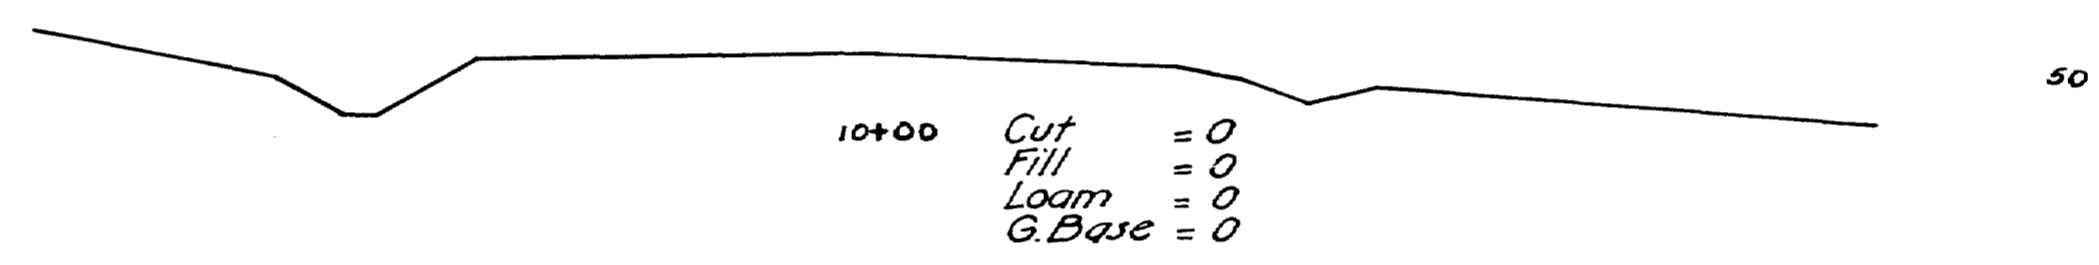 50
10+00 Cut = 0
Fill = 0
Loam = 0
G. Base = 0